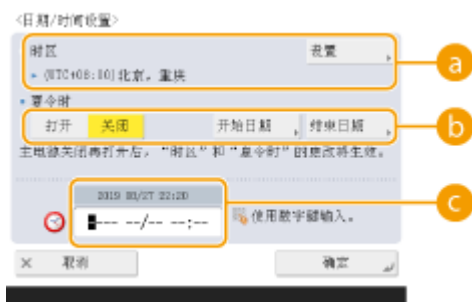 <日期/时间设置>
时区
设置
(UTC+08:00)北京，重庆
夏令时
打开 关闭 开始日期 结束日期
主电源关闭再打开后，“时区”和“夏令时”的更改将生效。
2019 /27 22:20
--- --/-- --:--
使用数字键输入。
× 取消
确定
a
b
c